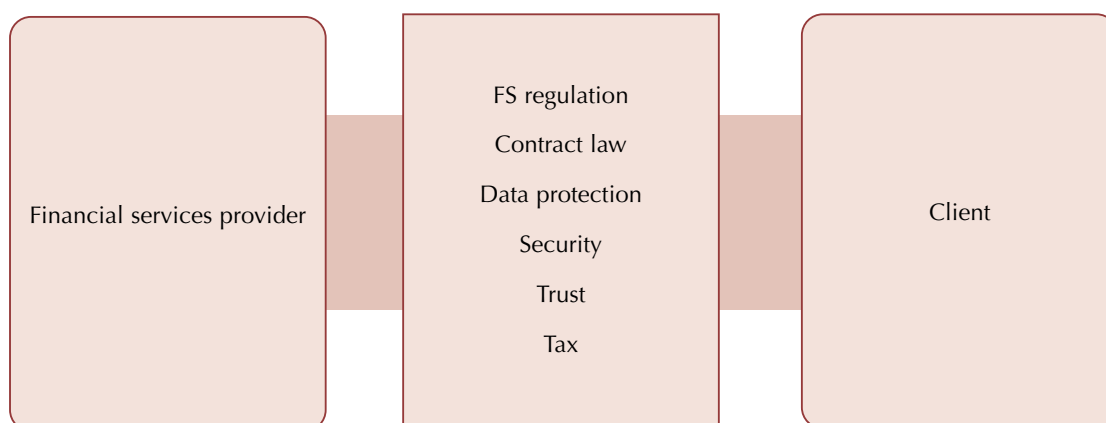 Financial services provider
FS regulation
Contract law
Data protection
Security
Trust
Tax
Client